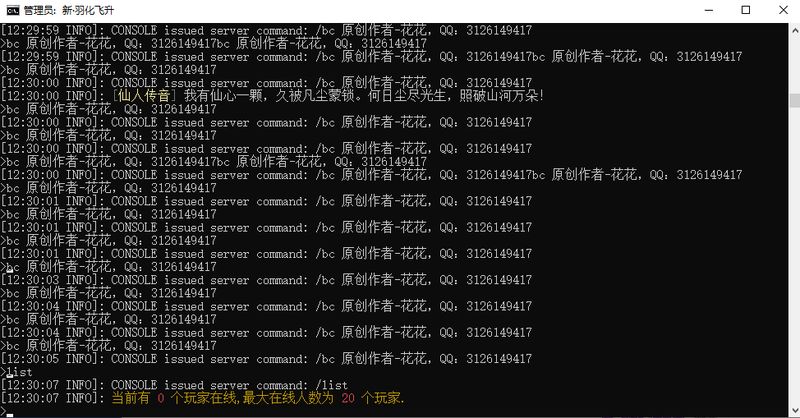 管理员: 新·羽化飞升
[12:29:59 INFO]: CONSOLE issued server command: /bc 原创作者-花花, QQ: 3126149417
>bc 原创作者-花花, QQ: 3126149417bc 原创作者-花花, QQ: 3126149417
[12:29:59 INFO]: CONSOLE issued server command: /bc 原创作者-花花, QQ: 3126149417bc 原创作者-花花, QQ: 3126149417
>bc 原创作者-花花, QQ: 3126149417
[12:30:00 INFO]: CONSOLE issued server command: /bc 原创作者-花花, QQ: 3126149417
[12:30:00 INFO]: [仙人传音] 我有仙心一颗, 久被凡尘蒙锁。何日尘尽光生, 照破山河万朵!
>bc 原创作者-花花, QQ: 3126149417
[12:30:00 INFO]: CONSOLE issued server command: /bc 原创作者-花花, QQ: 3126149417
>bc 原创作者-花花, QQ: 3126149417
[12:30:00 INFO]: CONSOLE issued server command: /bc 原创作者-花花, QQ: 3126149417
>bc 原创作者-花花, QQ: 3126149417bc 原创作者-花花, QQ: 3126149417
[12:30:00 INFO]: CONSOLE issued server command: /bc 原创作者-花花, QQ: 3126149417bc 原创作者-花花, QQ: 3126149417
>bc 原创作者-花花, QQ: 3126149417
[12:30:01 INFO]: CONSOLE issued server command: /bc 原创作者-花花, QQ: 3126149417
>bc 原创作者-花花, QQ: 3126149417
[12:30:01 INFO]: CONSOLE issued server command: /bc 原创作者-花花, QQ: 3126149417
>bc 原创作者-花花, QQ: 3126149417
[12:30:01 INFO]: CONSOLE issued server command: /bc 原创作者-花花, QQ: 3126149417
>bc 原创作者-花花, QQ: 3126149417
[12:30:03 INFO]: CONSOLE issued server command: /bc 原创作者-花花, QQ: 3126149417
>bc 原创作者-花花, QQ: 3126149417
[12:30:04 INFO]: CONSOLE issued server command: /bc 原创作者-花花, QQ: 3126149417
>bc 原创作者-花花, QQ: 3126149417
[12:30:04 INFO]: CONSOLE issued server command: /bc 原创作者-花花, QQ: 3126149417
>bc 原创作者-花花, QQ: 3126149417
[12:30:05 INFO]: CONSOLE issued server command: /bc 原创作者-花花, QQ: 3126149417
>list
[12:30:07 INFO]: CONSOLE issued server command: /list
[12:30:07 INFO]: 当前有 0 个玩家在线,最大在线人数为 20 个玩家.
>